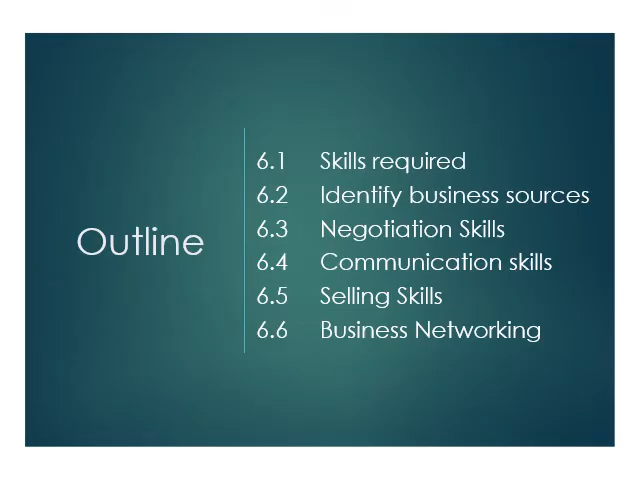 Outline
6.1 Skills required
6.2 Identify business sources
6.3 Negotiation Skills
6.4 Communication skills
6.5 Selling Skills
6.6 Business Networking